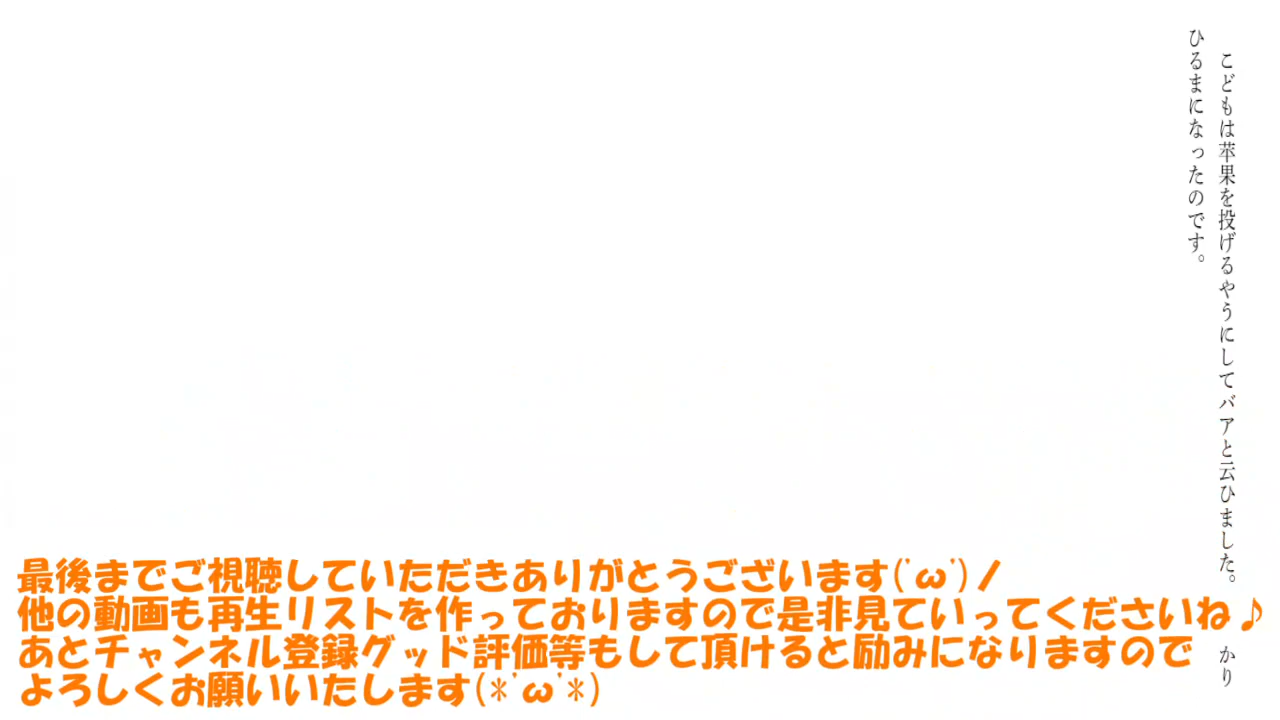 こどもは苹果を投げるやうにしてバアと云ひました。 かり
ひるまになったのです。
最後までご視聴していただきありがとうございます('ω')/
他の動画も再生リストを作っておりますので是非見ていってくださいね♪
あとチャンネル登録グッド評価等もして頂けると励みになりますので
よろしくお願いいたします(*'ω'*)